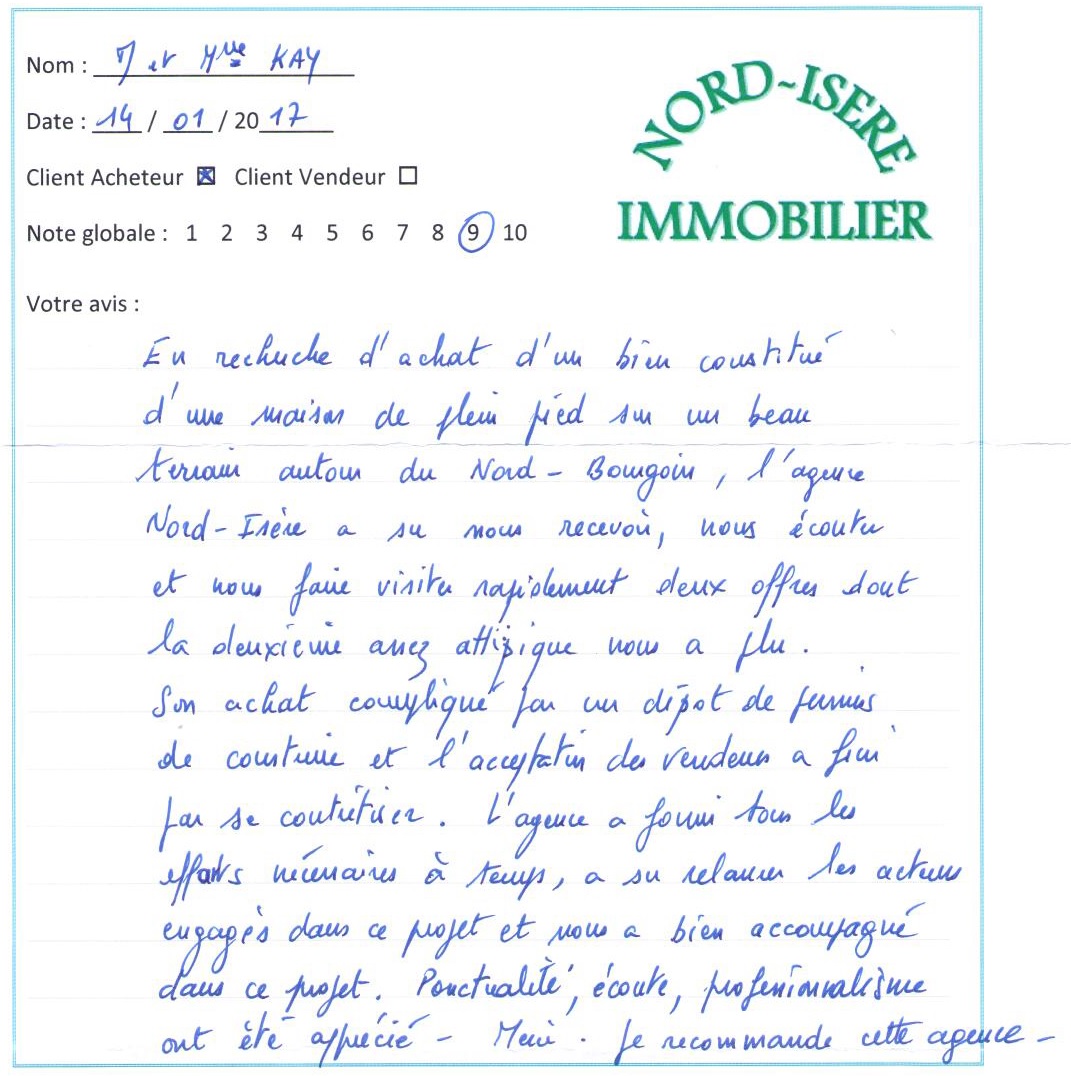 Nom : M et Mme KAY
NORD-ISERE
IMMOBILIER
Date : 14 / 01 / 2017
Client Acheteur ☒ Client Vendeur ☐
Note globale : 1 2 3 4 5 6 7 8 9 10
Votre avis :
En recherche d'achat d'un bien constitué
d'une maison de plein pied sur un beau
terrain autour du Nord - Bourgoin, l'agence
Nord-Isère a su nous recevoir, nous écouter
et nous faire visiter rapidement deux offres dont
la deuxième assez attipique nous a plu.
Son achat compliqué par un dépot de permis
de construire et l'acceptation des vendeurs a fini
par se contrétiser. L'agence a fourni tous les
efforts nécessaires à temps, a su relancer les acteurs
engagés dans ce projet et nous a bien accompagné
dans ce projet. Ponctualité, écoute, professionnalisme
ont été apprécié - Merci. Je recommande cette agence -